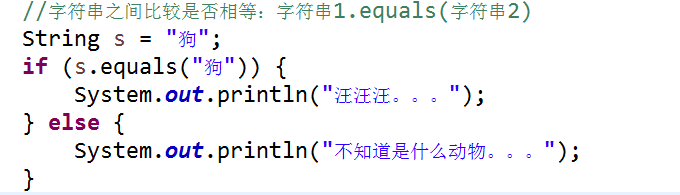 //字符串之间比较是否相等：字符串1.equals(字符串2)
String s = "狗";
if (s.equals("狗")) {
    System.out.println("汪汪汪。。。");
} else {
    System.out.println("不知道是什么动物。。。");
}